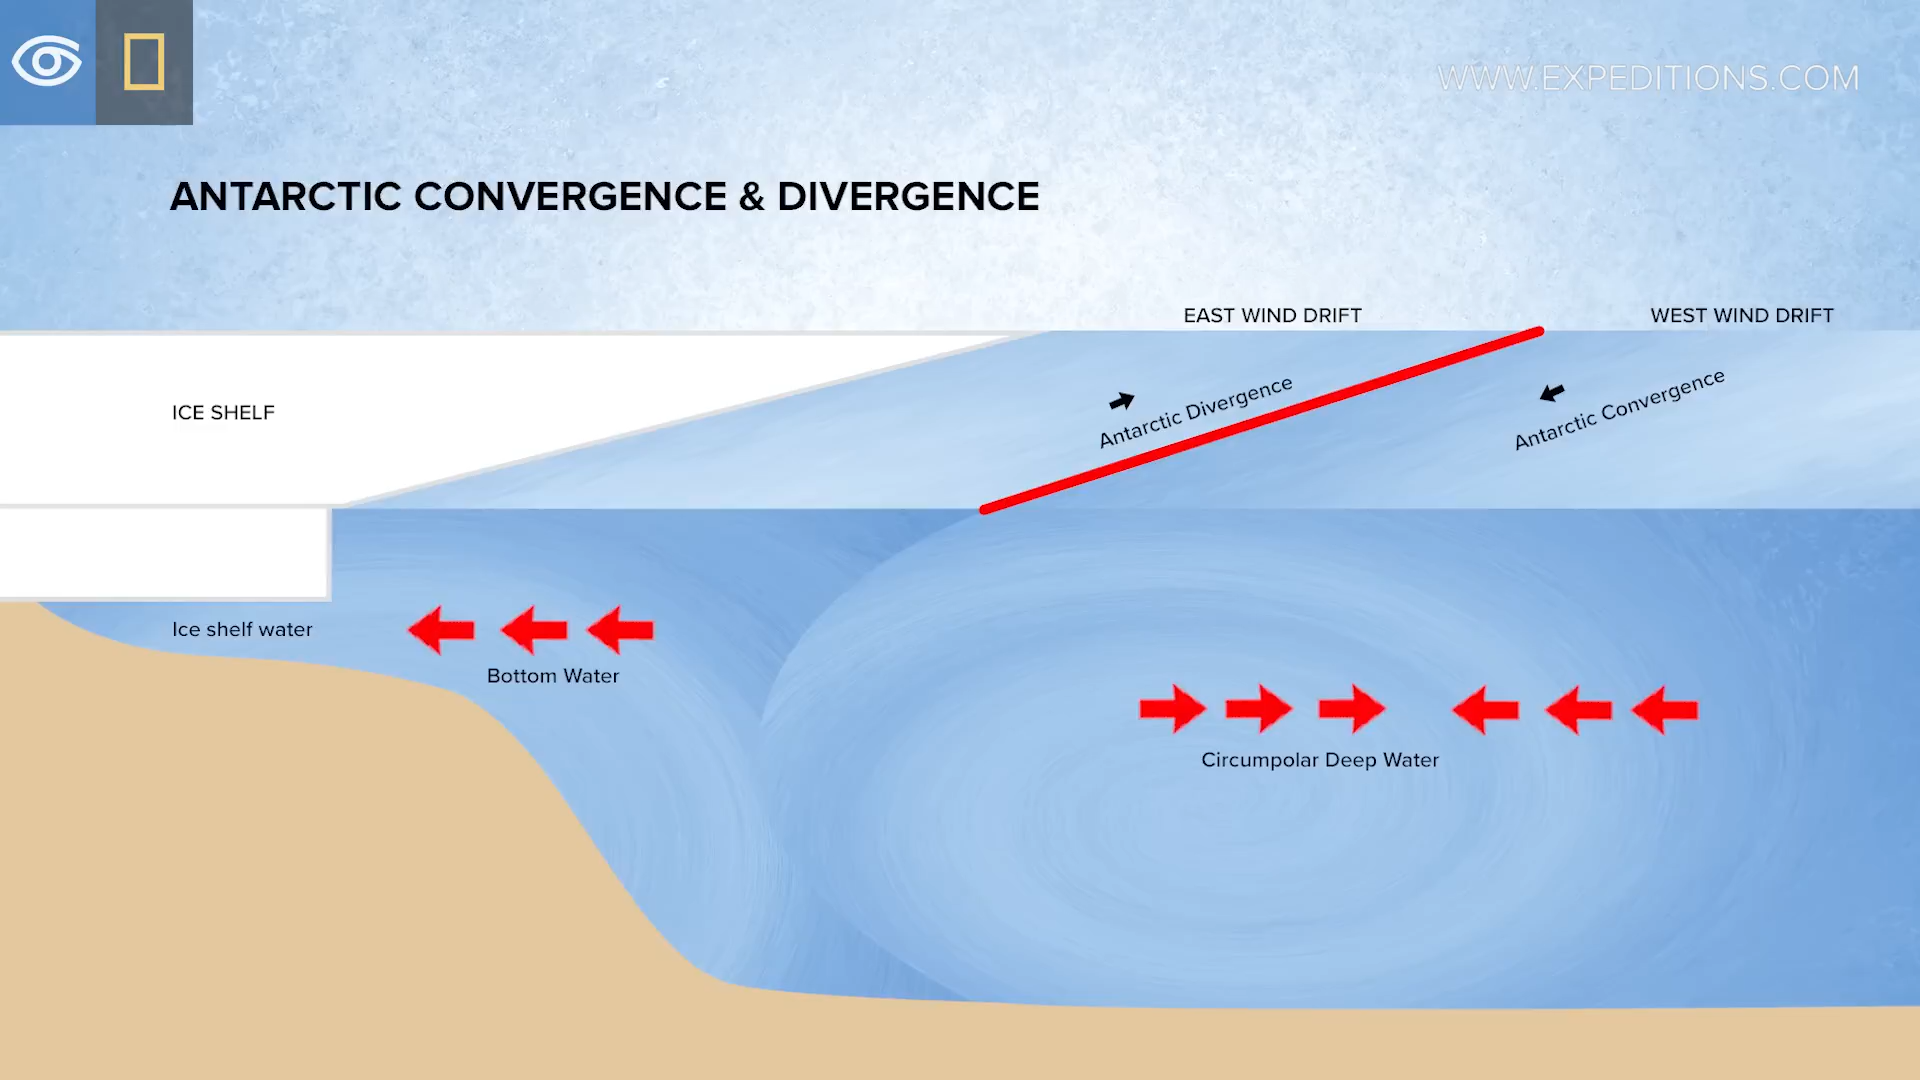 WWW.EXPEDITIONS.COM
ANTARCTIC CONVERGENCE & DIVERGENCE
EAST WIND DRIFT
WEST WIND DRIFT
ICE SHELF
Antarctic Divergence
Antarctic Convergence
Ice shelf water
Bottom Water
Circumpolar Deep Water